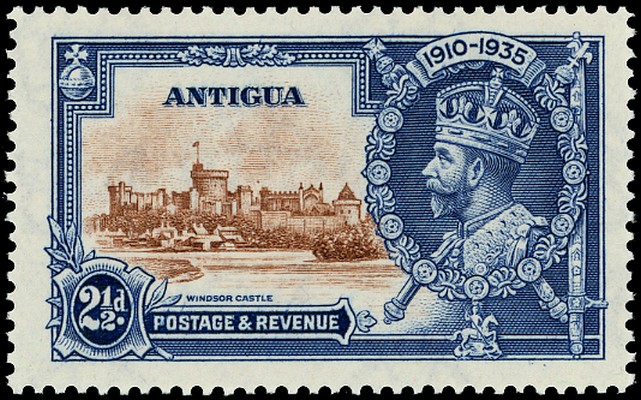 1910-1935
ANTIGUA
WINDSOR CASTLE
2½d.
POSTAGE & REVENUE